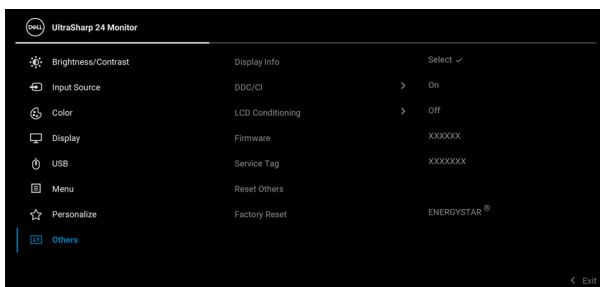 DELL UltraSharp 24 Monitor
Brightness/Contrast Display Info Select ✓
Input Source DDC/CI > On
Color LCD Conditioning > Off
Display Firmware XXXXXX
USB Service Tag XXXXXXX
Menu Reset Others
Personalize Factory Reset ENERGYSTAR ®
Others
< Exit